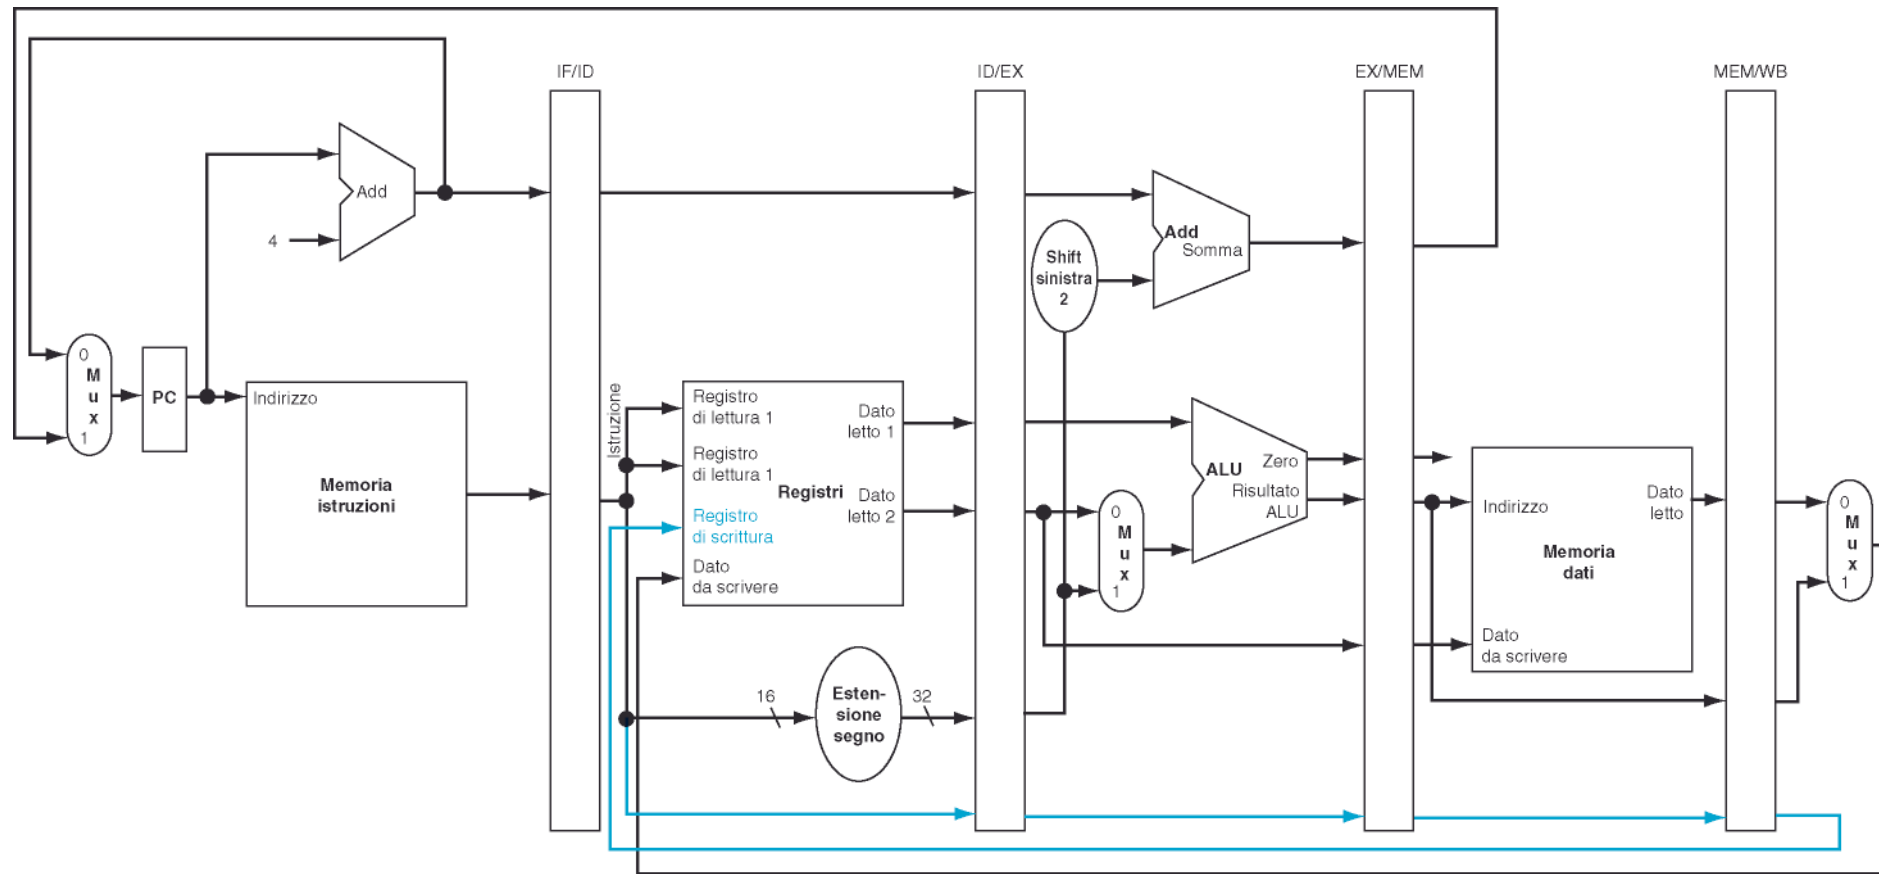 IF/ID
ID/EX
EX/MEM
MEM/WB
Add
4
Add
Somma
Shift
sinistra
2
0
M
u
x
1
PC
Indirizzo
Memoria
istruzioni
Istruzione
Registro
di lettura 1
Registro
di lettura 1
Registro
di scrittura
Dato
da scrivere
Registri
Dato
letto 1
Dato
letto 2
16
Esten-
sione
segno
32
0
M
u
x
1
ALU
Zero
Risultato
ALU
Indirizzo
Dato
letto
Memoria
dati
Dato
da scrivere
0
M
u
x
1